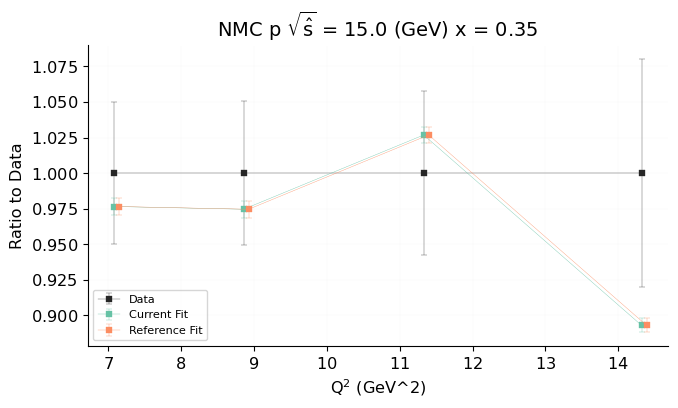 NMC p √ŝ = 15.0 (GeV) x = 0.35
Ratio to Data
1.075
1.050
1.025
1.000
0.975
0.950
0.925
0.900
Data
Current Fit
Reference Fit
7 8 9 10 11 12 13 14
Q² (GeV^2)